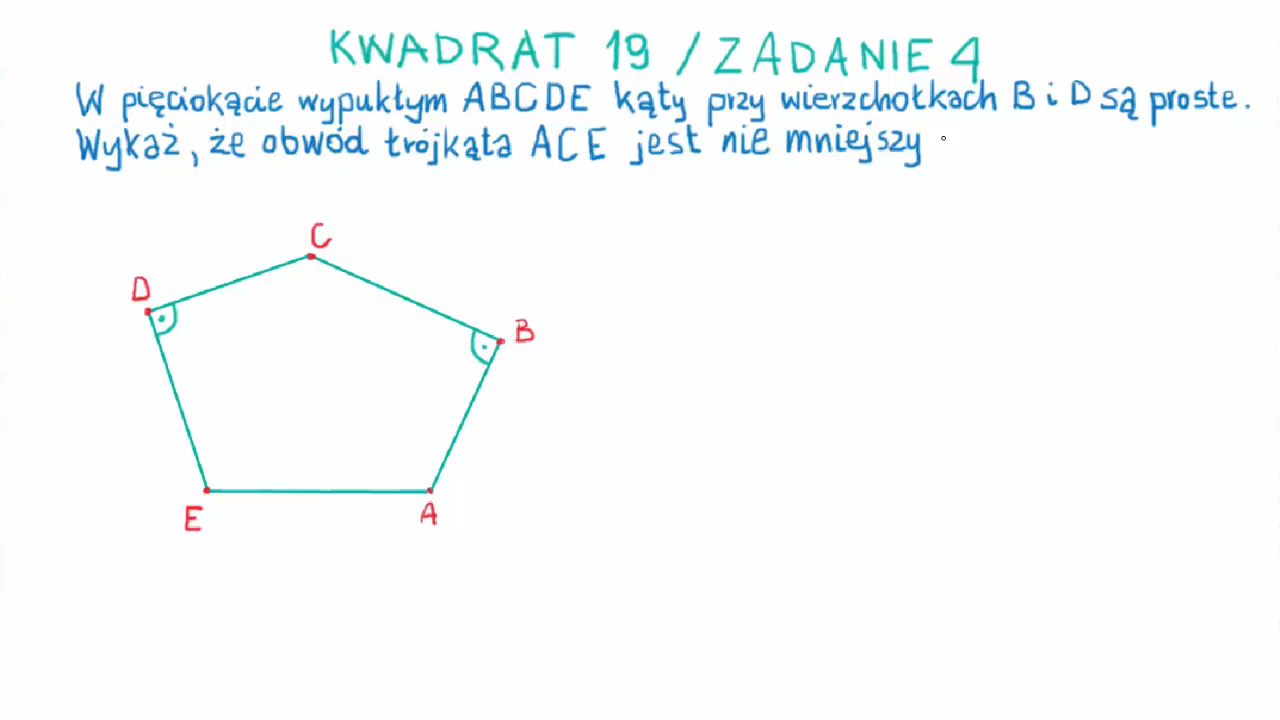 KWADRAT 19 / ZADANIE 4
W pięciokącie wypukłym ABCDE kąty przy wierzchołkach B i D są proste.
Wykaż, że obwód trójkąta ACE jest nie mniejszy
C
D
B
E
A